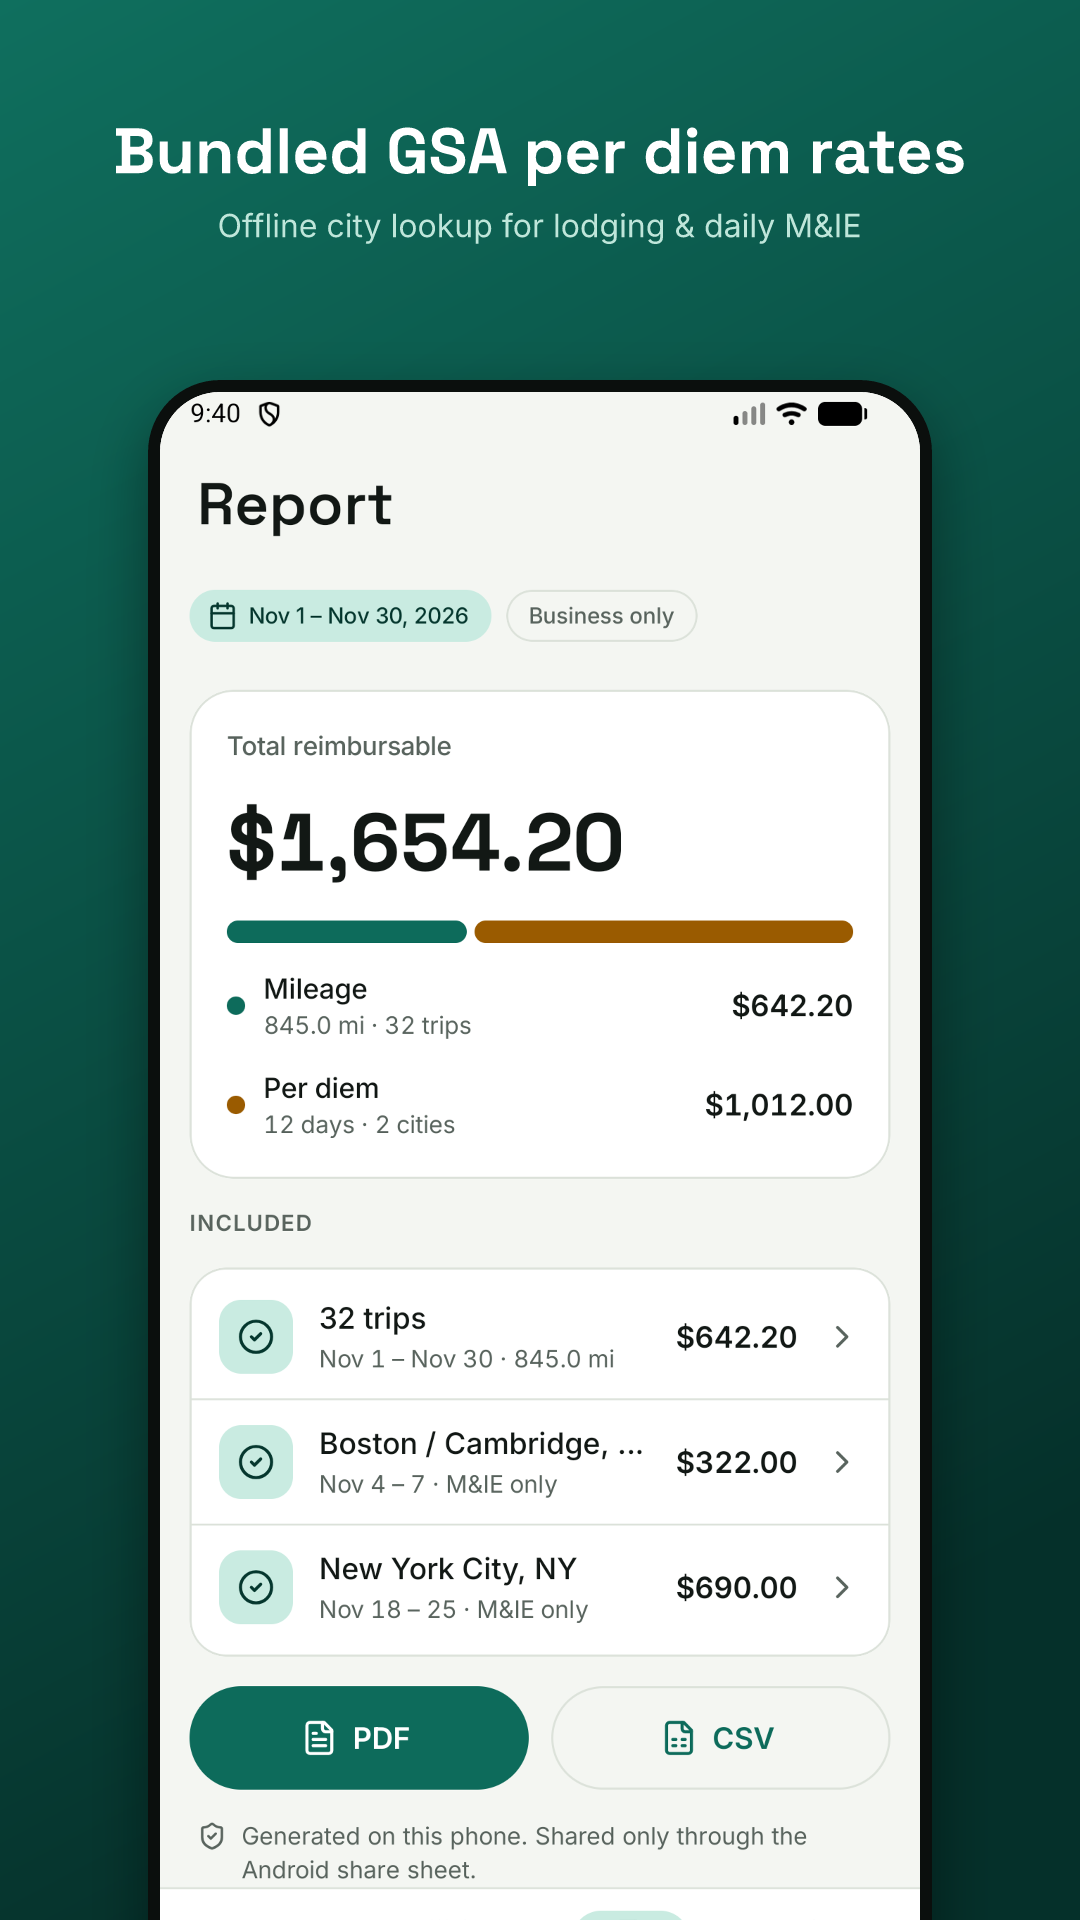 Bundled GSA per diem rates
Offline city lookup for lodging & daily M&IE
9:40
Report
Nov 1 – Nov 30, 2026
Business only
Total reimbursable
$1,654.20
Mileage
845.0 mi · 32 trips
$642.20
Per diem
12 days · 2 cities
$1,012.00
INCLUDED
32 trips
Nov 1 – Nov 30 · 845.0 mi
$642.20
Boston / Cambridge, ...
Nov 4 – 7 · M&IE only
$322.00
New York City, NY
Nov 18 – 25 · M&IE only
$690.00
PDF
CSV
Generated on this phone. Shared only through the
Android share sheet.